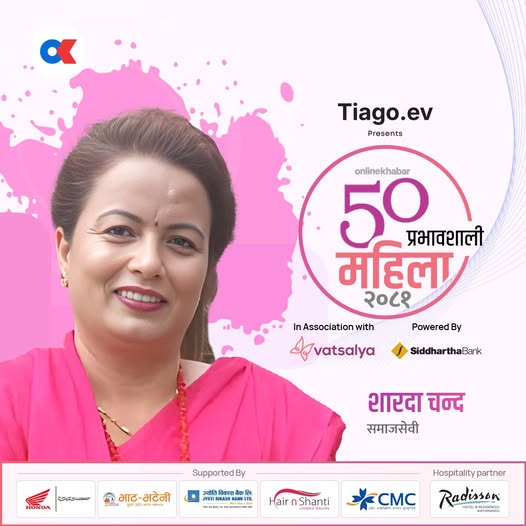 OK
Tiago.ev
Presents
onlinekhabar
50
प्रभावशाली
महिला
२०८१
In Association with
Powered By
vatsalya
SiddharthaBank
शारदा चन्द
समाजसेवी
Supported By
Hospitality partner
HONDA
भाट-भटेनी
ज्योति विकास बैंक लि.
JYOTI BIKASH BANK LTD.
Hair n Shanti
CMC
Radisson